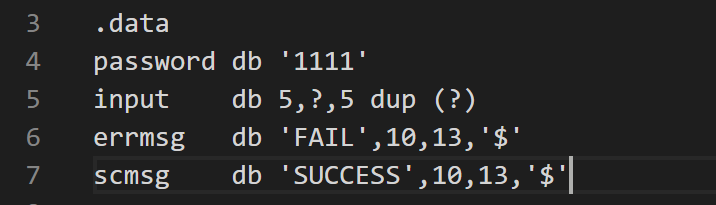 3 .data
4 password db '1111'
5 input    db 5,?,5 dup (?)
6 errmsg   db 'FAIL',10,13,'$'
7 scmsg    db 'SUCCESS',10,13,'$'